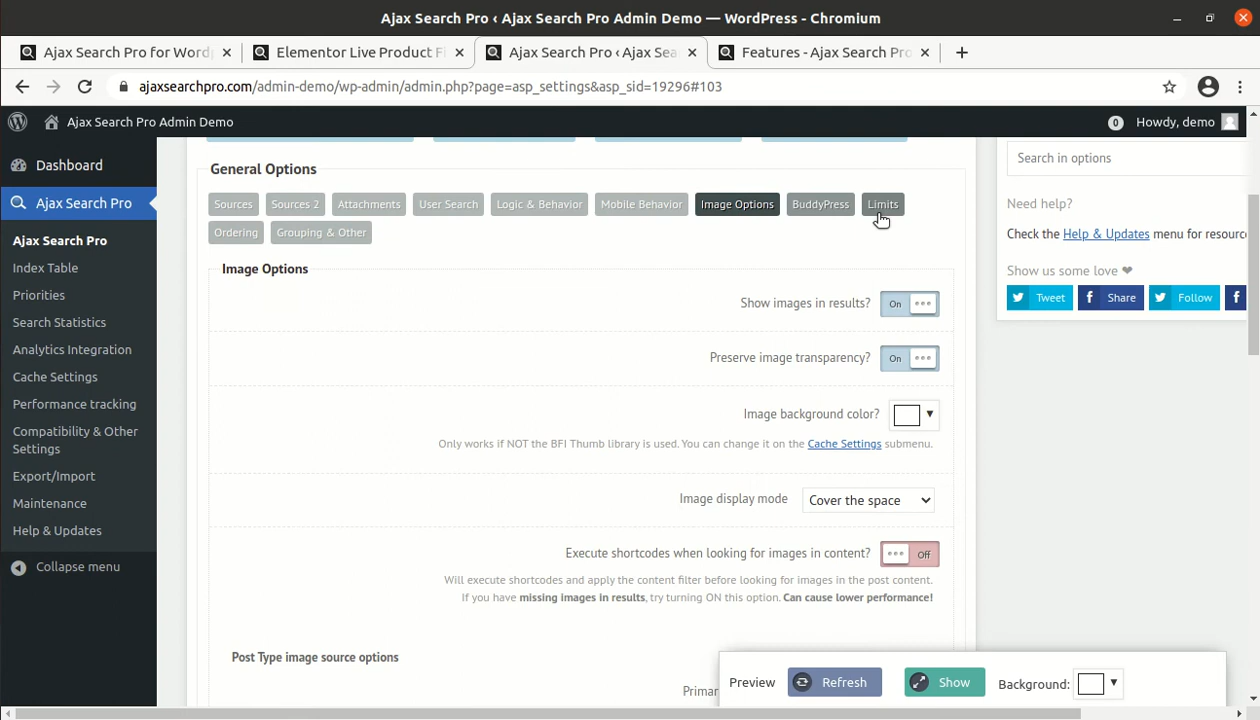 Ajax Search Pro ‹ Ajax Search Pro Admin Demo — WordPress - Chromium
Ajax Search Pro for Word
Elementor Live Product F
Ajax Search Pro ‹ Ajax Sea
Features - Ajax Search Pro
ajaxsearchpro.com/admin-demo/wp-admin/admin.php?page=asp_settings&asp_sid=19296#103
Ajax Search Pro Admin Demo
0
Howdy, demo
Dashboard
Ajax Search Pro
Ajax Search Pro
Index Table
Priorities
Search Statistics
Analytics Integration
Cache Settings
Performance tracking
Compatibility & Other
Settings
Export/Import
Maintenance
Help & Updates
Collapse menu
General Options
Sources
Sources 2
Attachments
User Search
Logic & Behavior
Mobile Behavior
Image Options
BuddyPress
Limits
Ordering
Grouping & Other
Image Options
Show images in results?
On
Preserve image transparency?
On
Image background color?
Only works if NOT the BFI Thumb library is used. You can change it on the Cache Settings submenu.
Image display mode
Cover the space
Execute shortcodes when looking for images in content?
Off
Will execute shortcodes and apply the content filter before looking for images in the post content.
If you have missing images in results, try turning ON this option. Can cause lower performance!
Post Type image source options
Primar
Preview
Refresh
Show
Background:
Search in options
Need help?
Check the Help & Updates menu for resource
Show us some love ❤
Tweet
Share
Follow